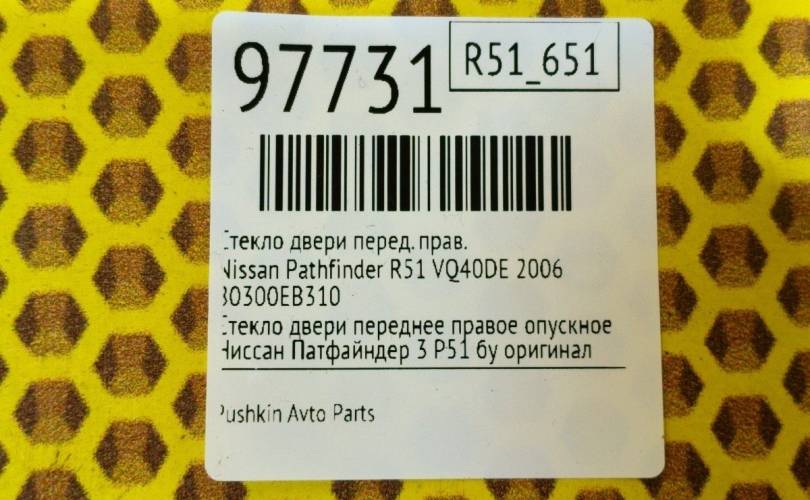 97731
R51_651
Стекло двери перед. прав.
Nissan Pathfinder R51 VQ40DE 2006
80300EB310
Стекло двери переднее правое опускное
Ниссан Патфайндер 3 Р51 бу оригинал
Pushkin Avto Parts